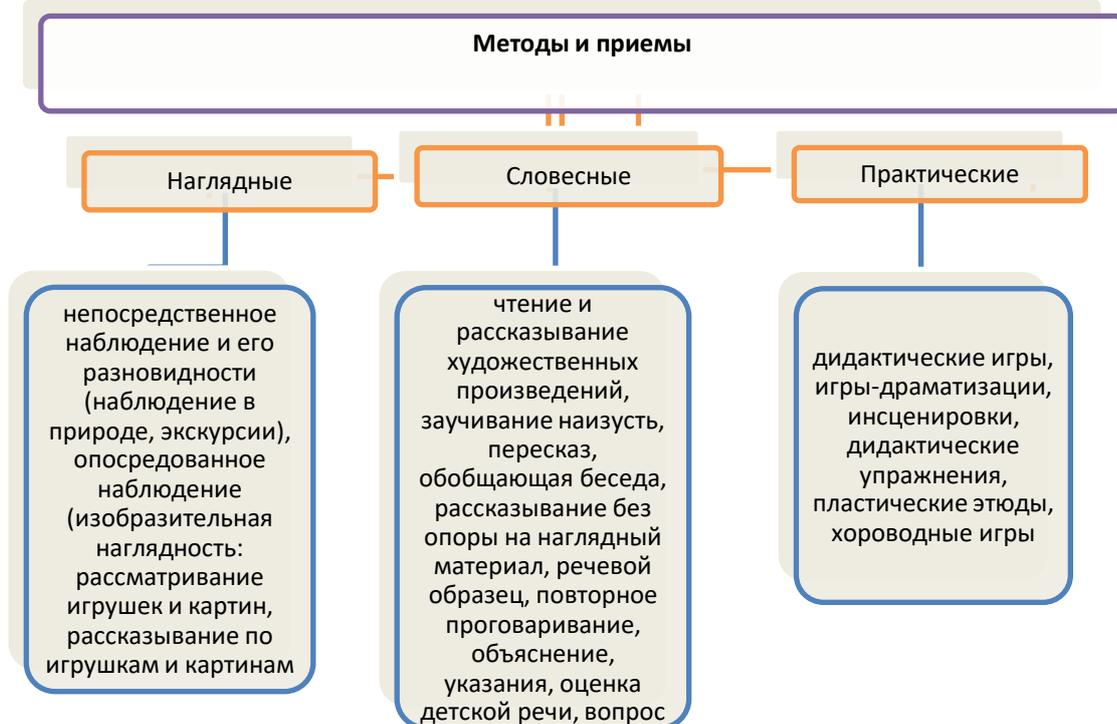 Методы и приемы
Наглядные
Словесные
Практические
непосредственное
наблюдение и его
разновидности
(наблюдение в
природе, экскурсии),
опосредованное
наблюдение
(изобразительная
наглядность:
рассматривание
игрушек и картин,
рассказывание по
игрушкам и картинам
чтение и
рассказывание
художественных
произведений,
заучивание наизусть,
пересказ,
обобщающая беседа,
рассказывание без
опоры на наглядный
материал, речевой
образец, повторное
проговаривание,
объяснение,
указания, оценка
детской речи, вопрос
дидактические игры,
игры-драматизации,
инсценировки,
дидактические
упражнения,
пластические этюды,
хороводные игры